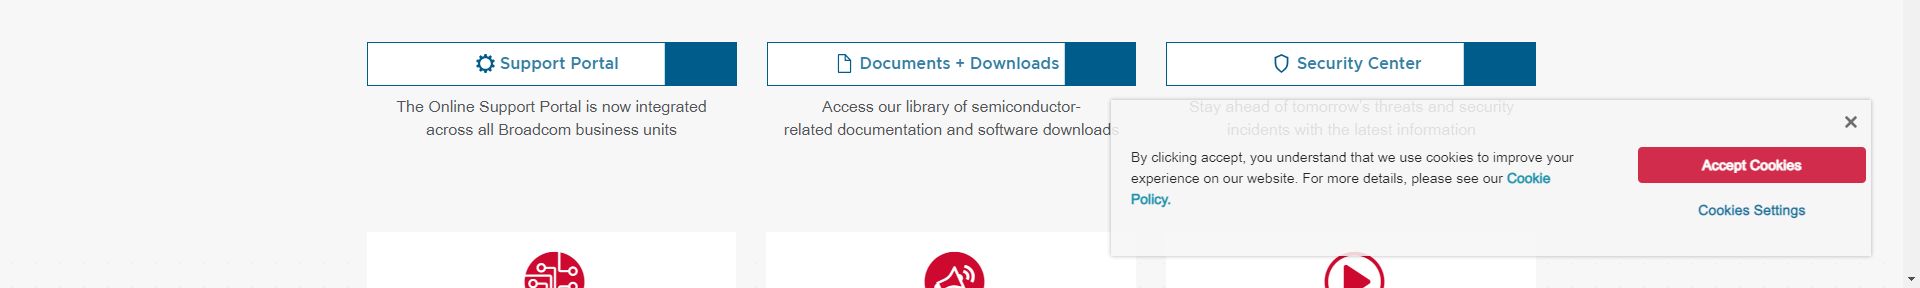 Support Portal
The Online Support Portal is now integrated
across all Broadcom business units
Documents + Downloads
Access our library of semiconductor-
related documentation and software downloads
Security Center
Stay ahead of tomorrow's threats and security
incidents with the latest information
By clicking accept, you understand that we use cookies to improve your
experience on our website. For more details, please see our Cookie
Policy.
Accept Cookies
Cookies Settings